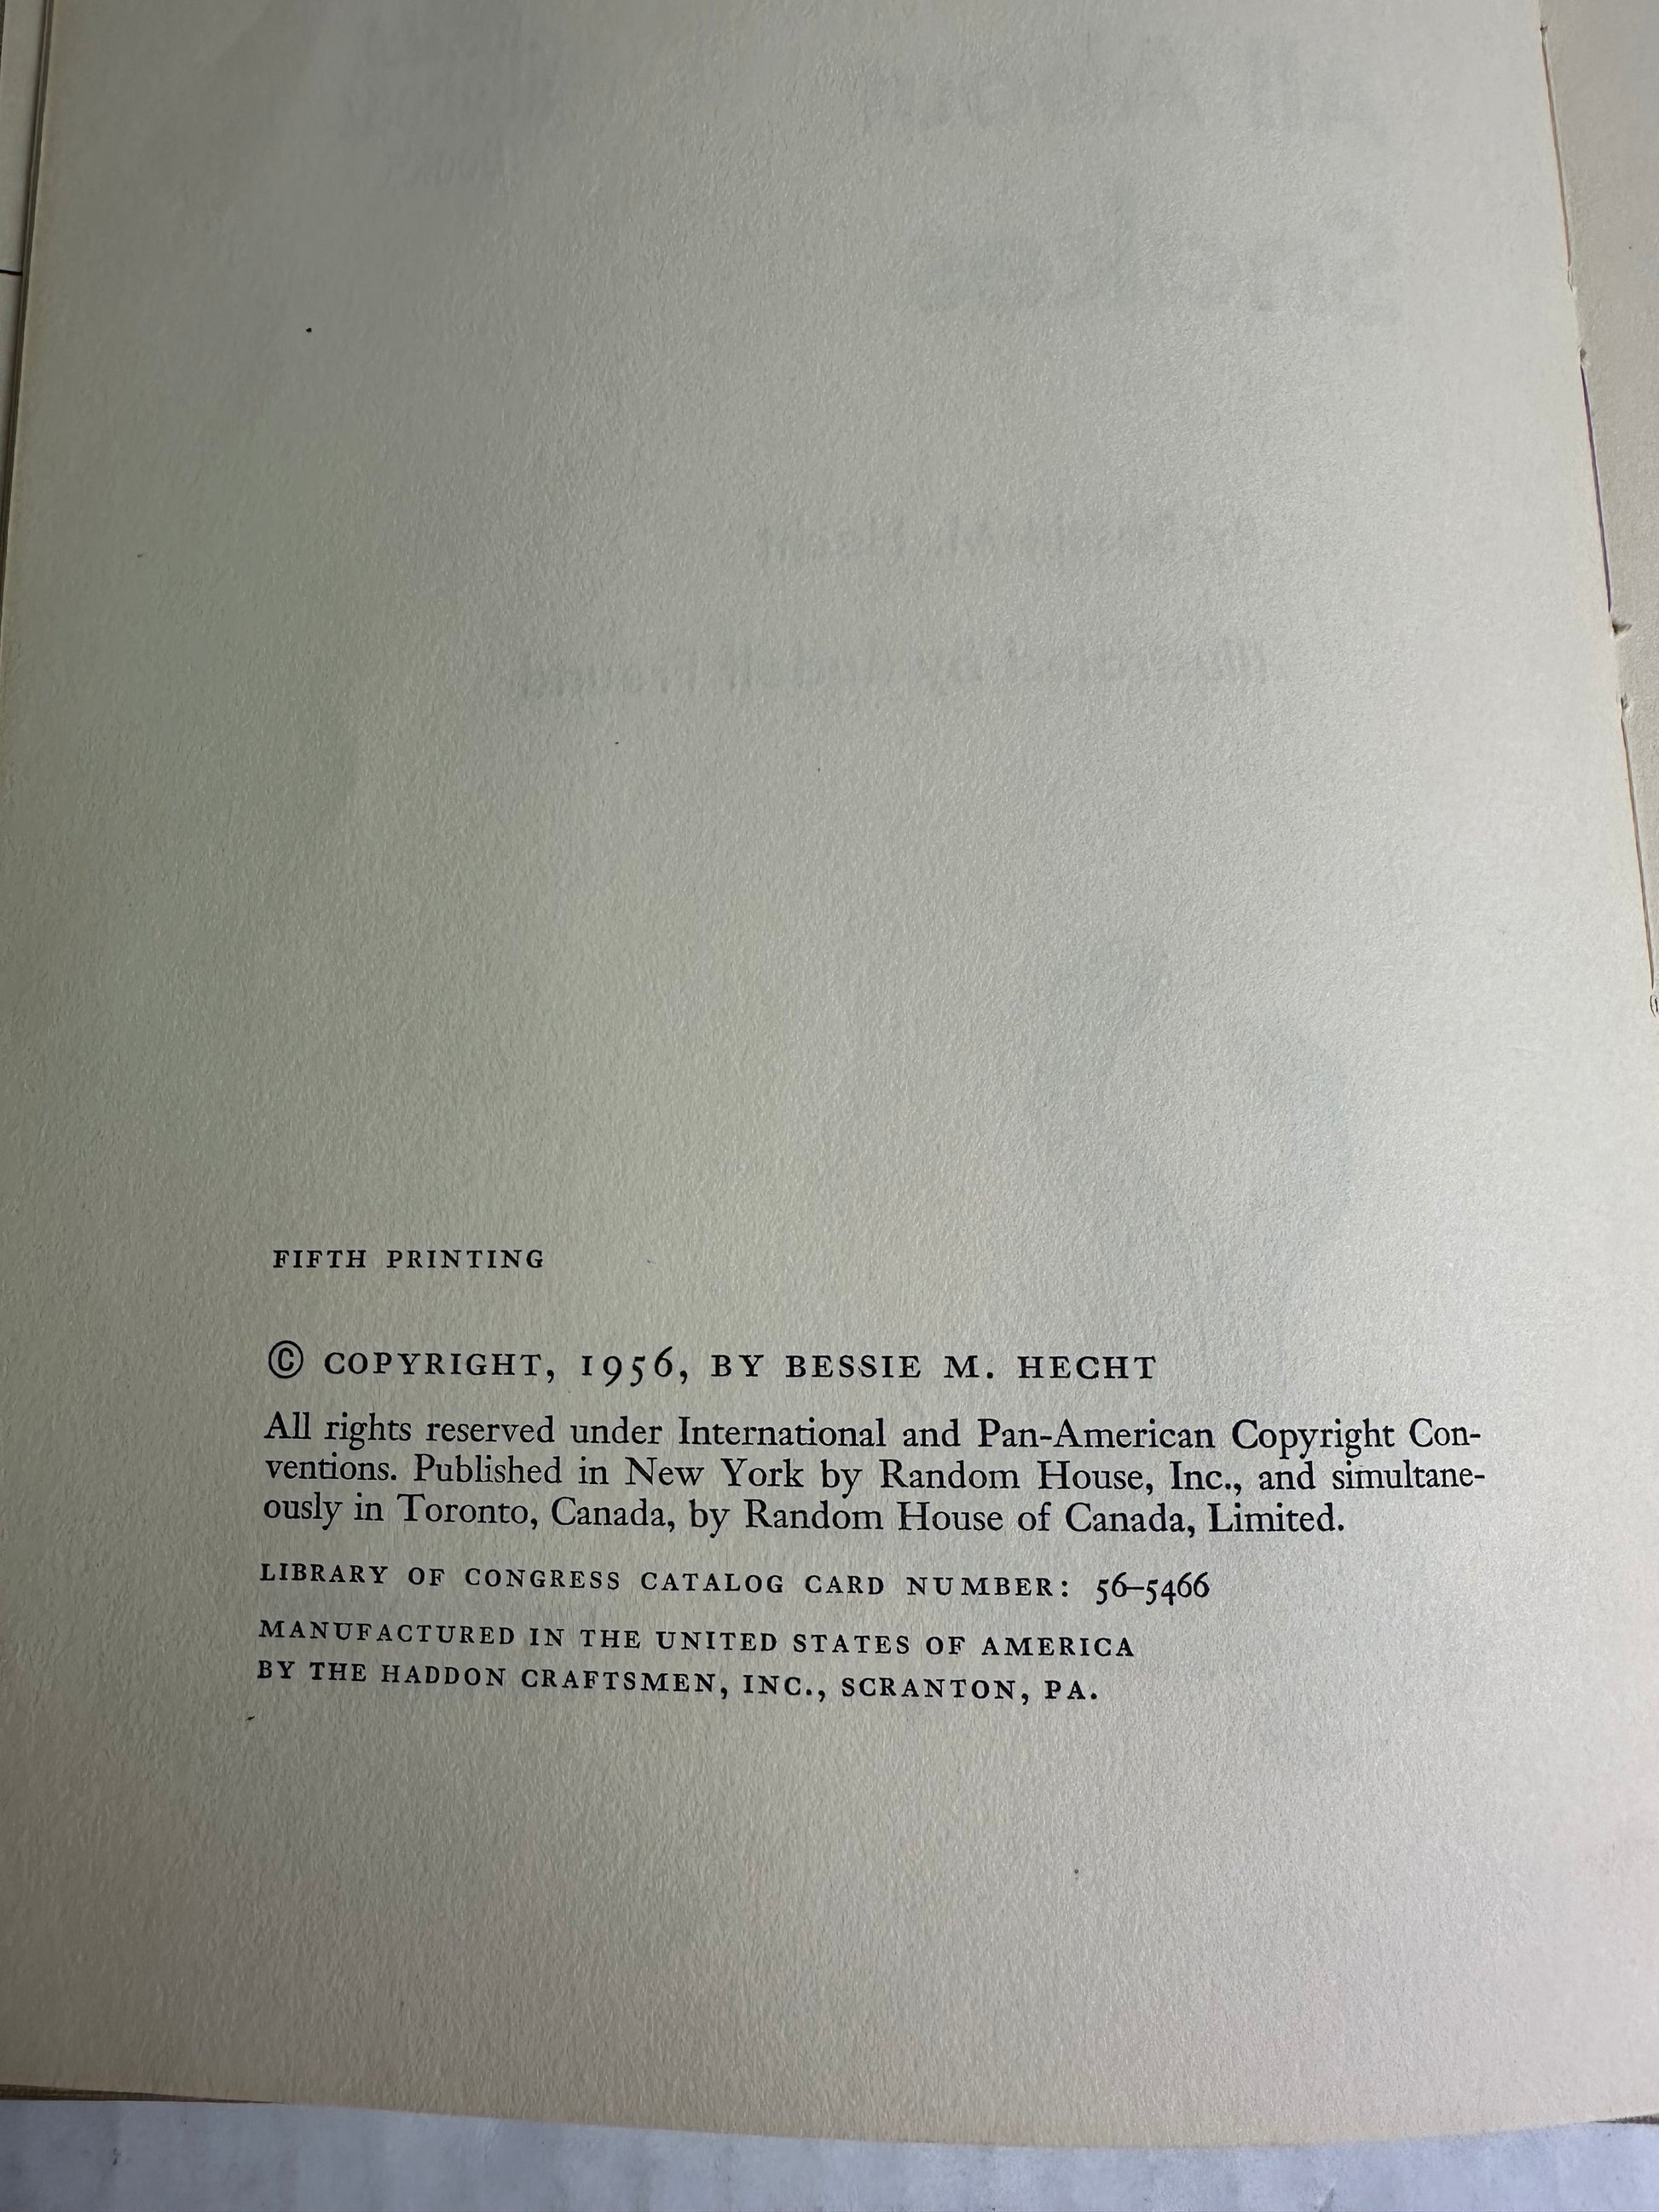 FIFTH PRINTING
© COPYRIGHT, 1956, BY BESSIE M. HECHT
All rights reserved under International and Pan-American Copyright Con-
ventions. Published in New York by Random House, Inc., and simultane-
ously in Toronto, Canada, by Random House of Canada, Limited.
LIBRARY OF CONGRESS CATALOG CARD NUMBER: 56–5466
MANUFACTURED IN THE UNITED STATES OF AMERICA
BY THE HADDON CRAFTSMEN, INC., SCRANTON, PA.